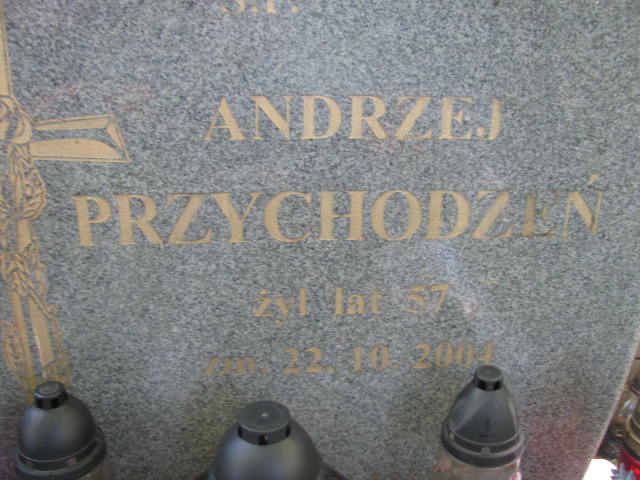 Ś.P.
ANDRZEJ
PRZYCHODZEŃ
żył lat 57
zm. 22. 10. 2004